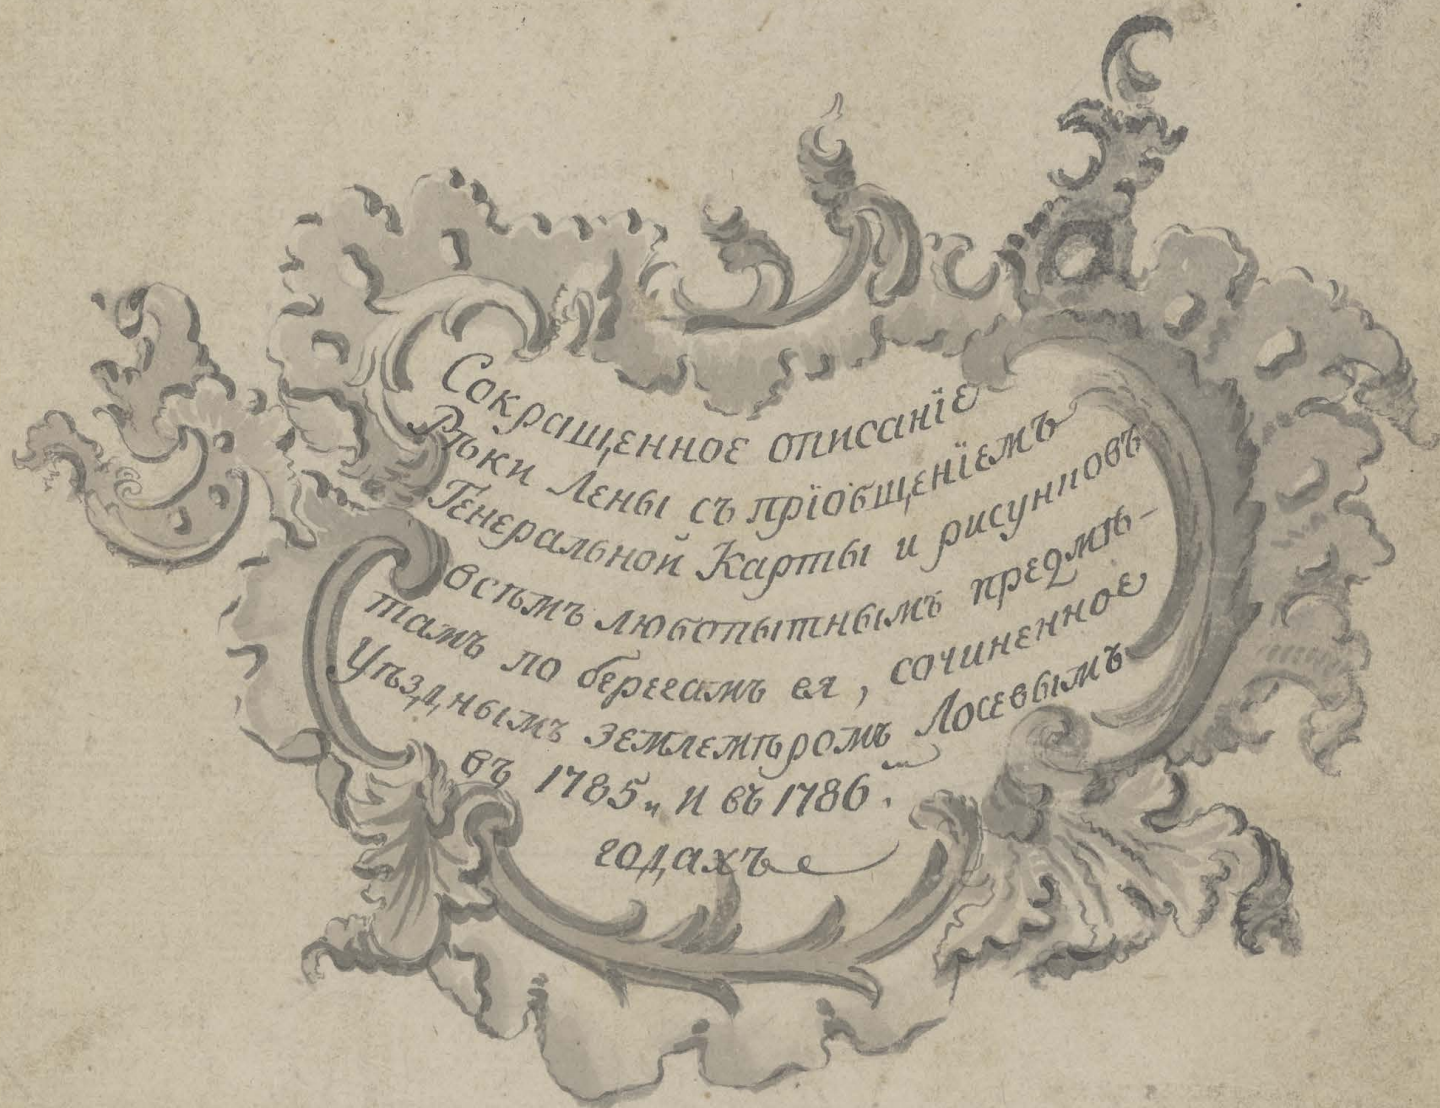 Сокращенное описанїе
Рѣки Лены съ прїобщенїемъ
Генеральной Карты и рисунковъ
всѣмъ любопытнымъ предмѣ-
тамъ по берегамъ ея, сочиненное
Уѣзднымъ землемѣромъ Лосевымъ
въ 1785„ и въ 1786.
годахъ